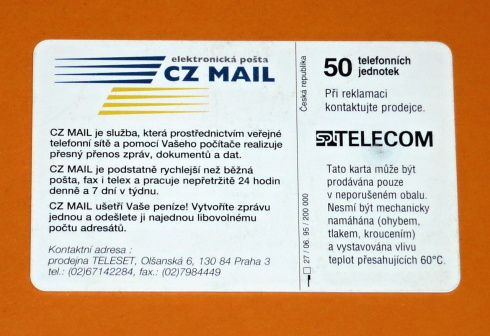 elektronická pošta
CZ MAIL
CZ MAIL je služba, která prostřednictvím veřejné
telefonní sítě a pomocí Vašeho počítače realizuje
přesný přenos zpráv, dokumentů a dat.
CZ MAIL je podstatně rychlejší než běžná
pošta, fax i telex a pracuje nepřetržitě 24 hodin
denně a 7 dní v týdnu.
CZ MAIL ušetří Vaše peníze! Vytvoříte zprávu
jednou a odešlete ji najednou libovolnému
počtu adresátů.
Kontaktní adresa :
prodejna TELESET, Olšanská 6, 130 84 Praha 3
tel.: (02)67142284, fax.: (02)7984449
Česká republika
27 / 06. 95 / 200 000
50 telefonních
jednotek
Při reklamaci
kontaktujte prodejce.
SPT TELECOM
Tato karta může být
prodávána pouze
v neporušeném obalu.
Nesmí být mechanicky
namáhána (ohybem,
tlakem, kroucením)
a vystavována vlivu
teplot přesahujících 60°C.